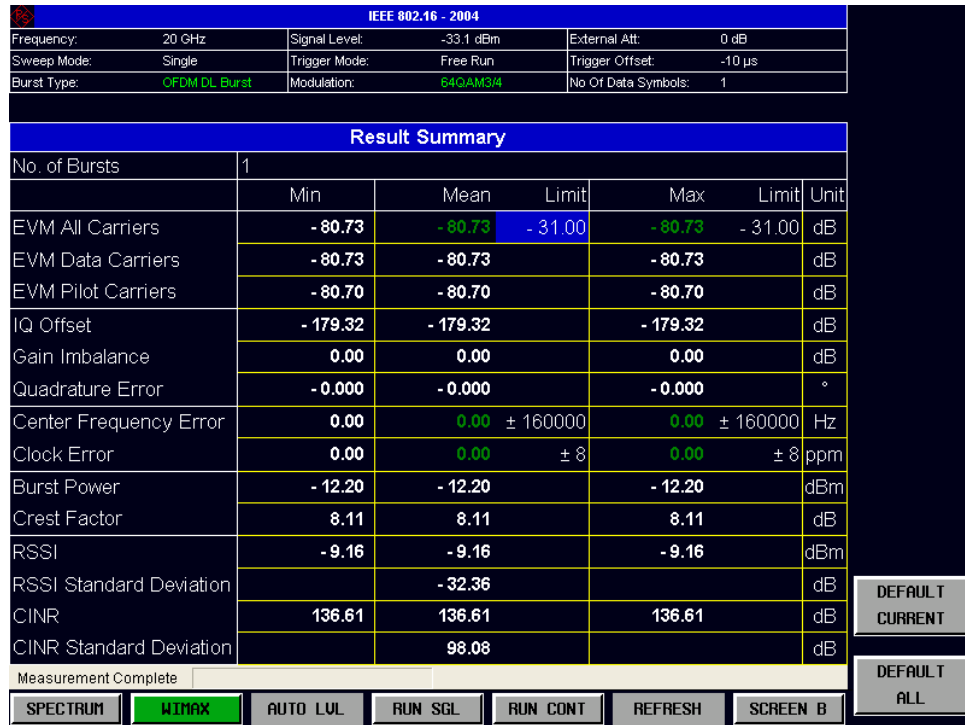 IEEE 802.16 - 2004
Frequency: 20 GHz Signal Level: -33.1 dBm External Att: 0 dB
Sweep Mode: Single Trigger Mode: Free Run Trigger Offset: -10 µs
Burst Type: OFDM DL Burst Modulation: 64QAM3/4 No Of Data Symbols: 1
Result Summary
No. of Bursts 1
Min Mean Limit Max Limit Unit
EVM All Carriers - 80.73 - 80.73 - 31.00 - 80.73 - 31.00 dB
EVM Data Carriers - 80.73 - 80.73 - 80.73 dB
EVM Pilot Carriers - 80.70 - 80.70 - 80.70 dB
IQ Offset - 179.32 - 179.32 - 179.32 dB
Gain Imbalance 0.00 0.00 0.00 dB
Quadrature Error - 0.000 - 0.000 - 0.000 °
Center Frequency Error 0.00 0.00 ± 160000 0.00 ± 160000 Hz
Clock Error 0.00 0.00 ± 8 0.00 ± 8 ppm
Burst Power - 12.20 - 12.20 - 12.20 dBm
Crest Factor 8.11 8.11 8.11 dB
RSSI - 9.16 - 9.16 - 9.16 dBm
RSSI Standard Deviation - 32.36 dB
CINR 136.61 136.61 136.61 dB
CINR Standard Deviation 98.08 dB
DEFAULT
CURRENT
DEFAULT
ALL
Measurement Complete
SPECTRUM WIMAX AUTO LVL RUN SGL RUN CONT REFRESH SCREEN B